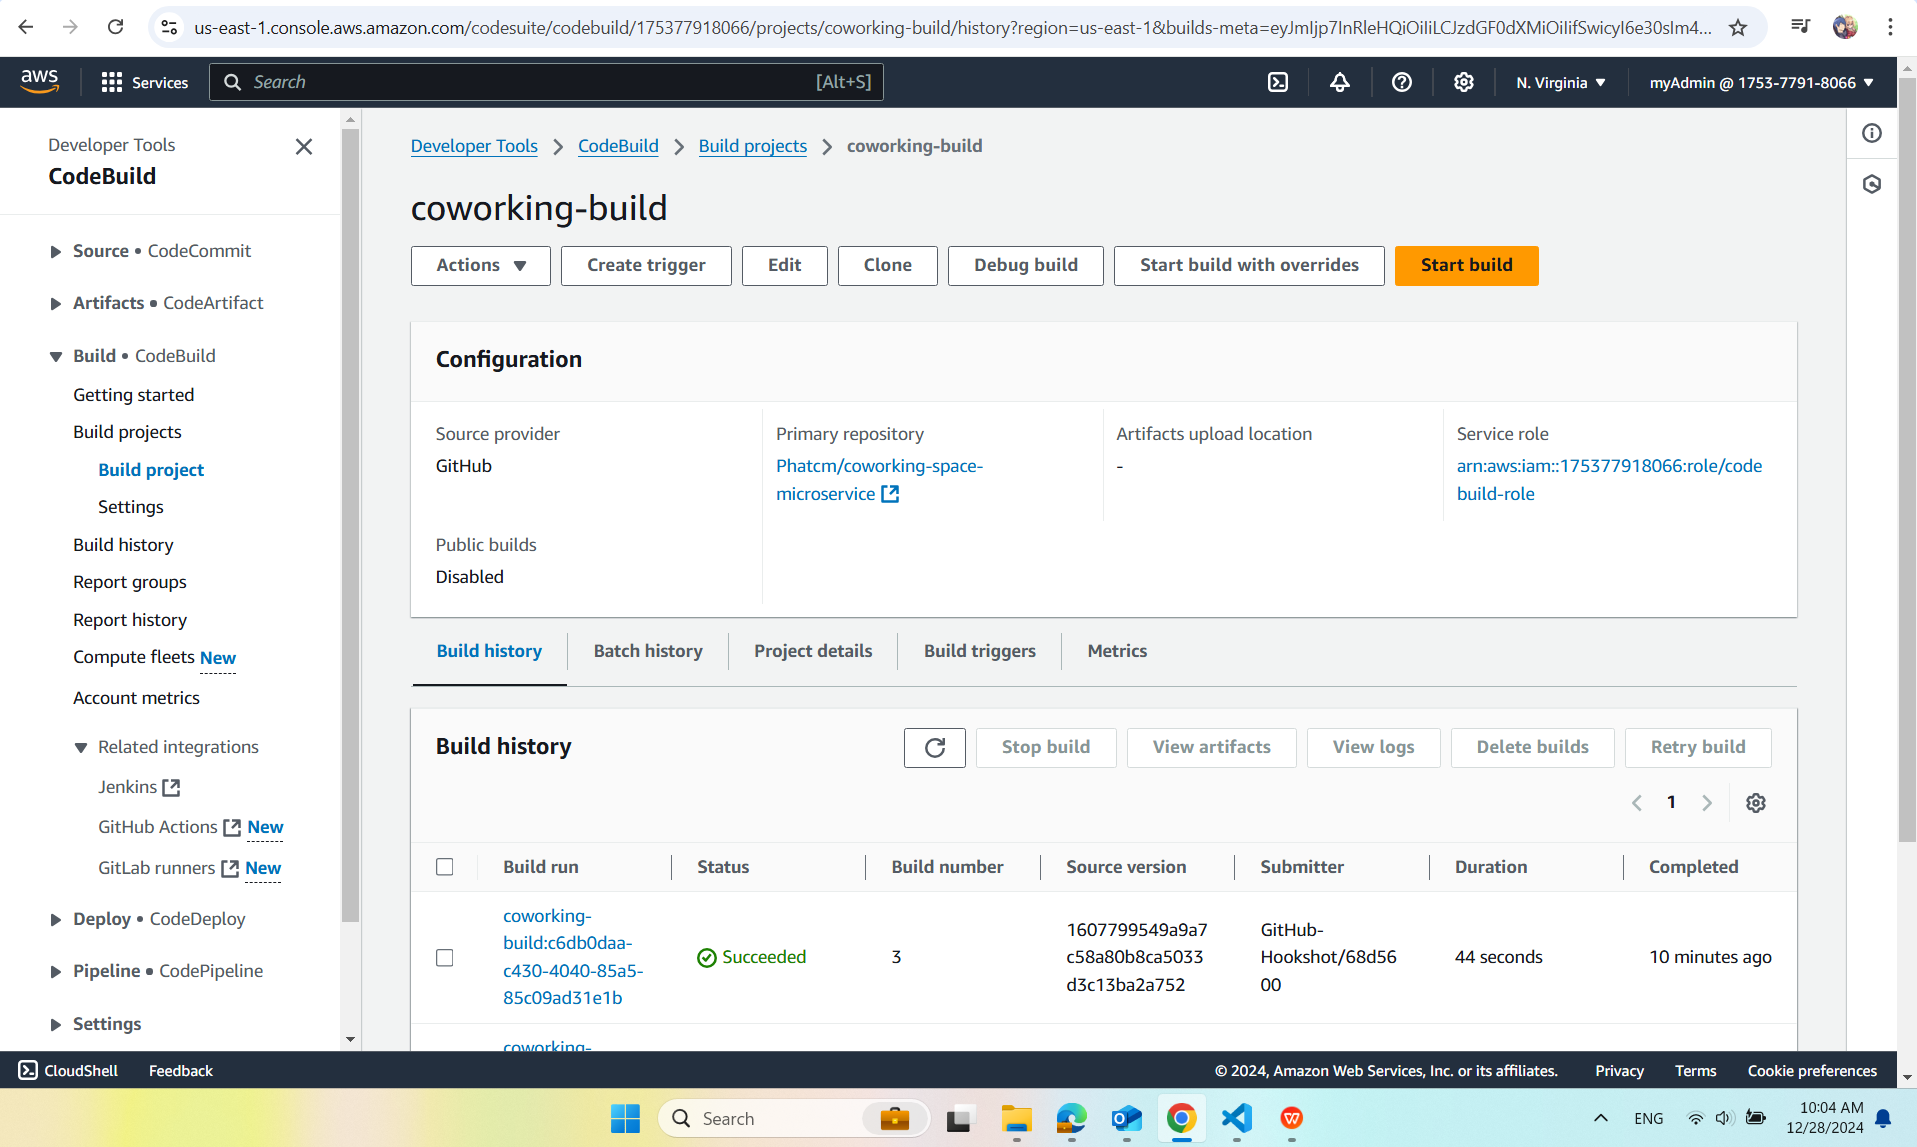 us-east-1.console.aws.amazon.com/codesuite/codebuild/175377918066/projects/coworking-build/history?region=us-east-1&builds-meta=eyJmIjp7InRleHQiOiIiLCJzdGF0dXMiOiIifSwicyI6e30sIm4...
aws
Services
Search
[Alt+S]
N. Virginia
myAdmin @ 1753-7791-8066
Developer Tools
CodeBuild
Source • CodeCommit
Artifacts • CodeArtifact
Build • CodeBuild
Getting started
Build projects
Build project
Settings
Build history
Report groups
Report history
Compute fleets New
Account metrics
Related integrations
Jenkins
GitHub Actions New
GitLab runners New
Deploy • CodeDeploy
Pipeline • CodePipeline
Settings
Developer Tools
CodeBuild
Build projects
coworking-build
coworking-build
Actions
Create trigger
Edit
Clone
Debug build
Start build with overrides
Start build
Configuration
Source provider
GitHub
Primary repository
Phatcm/coworking-space-
microservice
Artifacts upload location
-
Service role
arn:aws:iam::175377918066:role/code
build-role
Public builds
Disabled
Build history
Batch history
Project details
Build triggers
Metrics
Build history
Stop build
View artifacts
View logs
Delete builds
Retry build
1
Build run
Status
Build number
Source version
Submitter
Duration
Completed
coworking-
build:c6db0daa-
c430-4040-85a5-
85c09ad31e1b
Succeeded
3
1607799549a9a7
c58a80b8ca5033
d3c13ba2a752
GitHub-
Hookshot/68d56
00
44 seconds
10 minutes ago
coworking-
CloudShell
Feedback
© 2024, Amazon Web Services, Inc. or its affiliates.
Privacy
Terms
Cookie preferences
Search
ENG
10:04 AM
12/28/2024